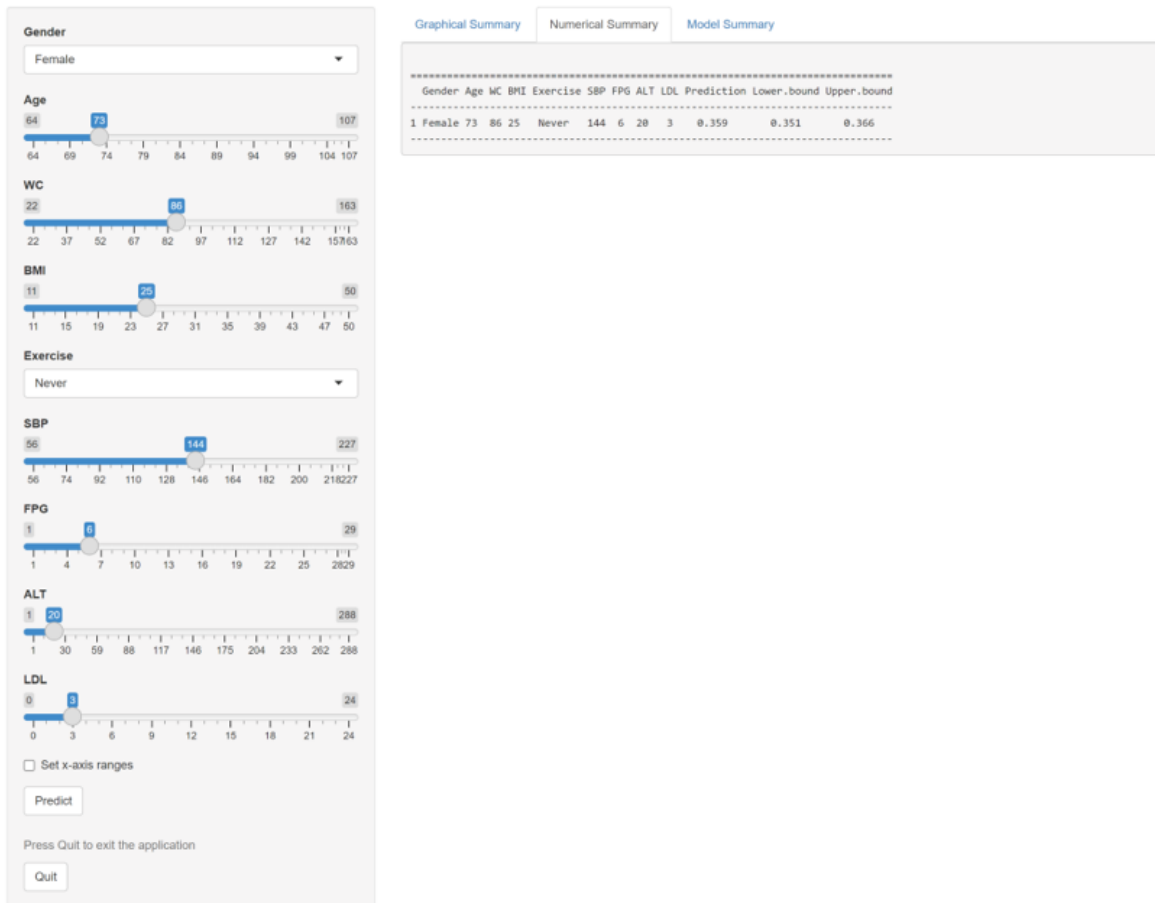 Gender
Female
Age
64 73 107
64 69 74 79 84 89 94 99 104 107
WC
22 86 163
22 37 52 67 82 97 112 127 142 157163
BMI
11 25 50
11 15 19 23 27 31 35 39 43 47 50
Exercise
Never
SBP
56 144 227
56 74 92 110 128 146 164 182 200 218227
FPG
1 6 29
1 4 7 10 13 16 19 22 25 2829
ALT
1 20 288
1 30 59 88 117 146 175 204 233 262 288
LDL
0 3 24
0 3 6 9 12 15 18 21 24
Set x-axis ranges
Predict
Press Quit to exit the application
Quit
Graphical Summary Numerical Summary Model Summary
Gender Age WC BMI Exercise SBP FPG ALT LDL Prediction Lower.bound Upper.bound
1 Female 73 86 25 Never 144 6 20 3 0.359 0.351 0.366